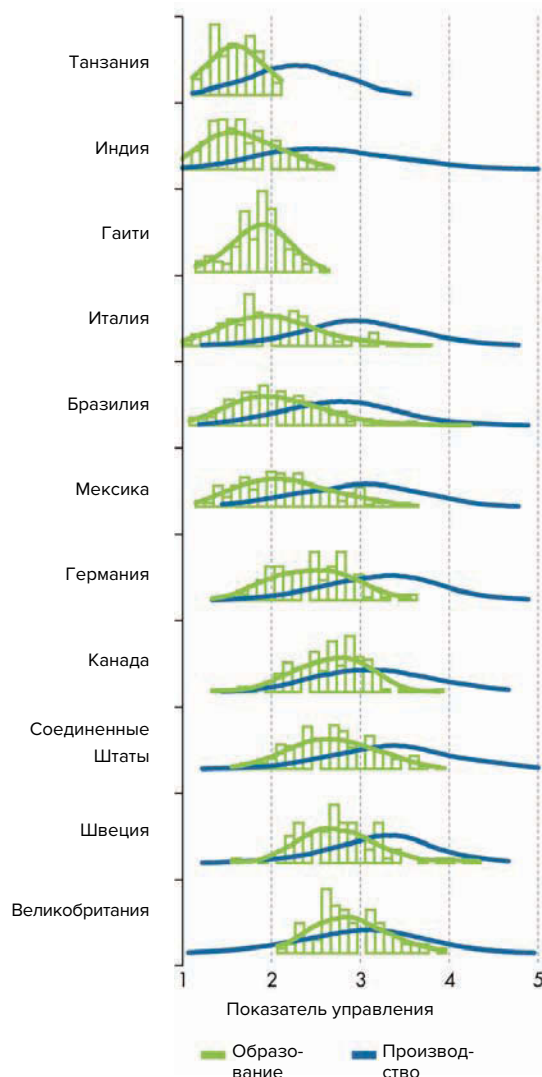 Танзания
Индия
Гаити
Италия
Бразилия
Мексика
Германия
Канада
Соединенные
Штаты
Швеция
Великобритания
1 2 3 4 5
Показатель управления
Образо-
вание
Производ-
ство